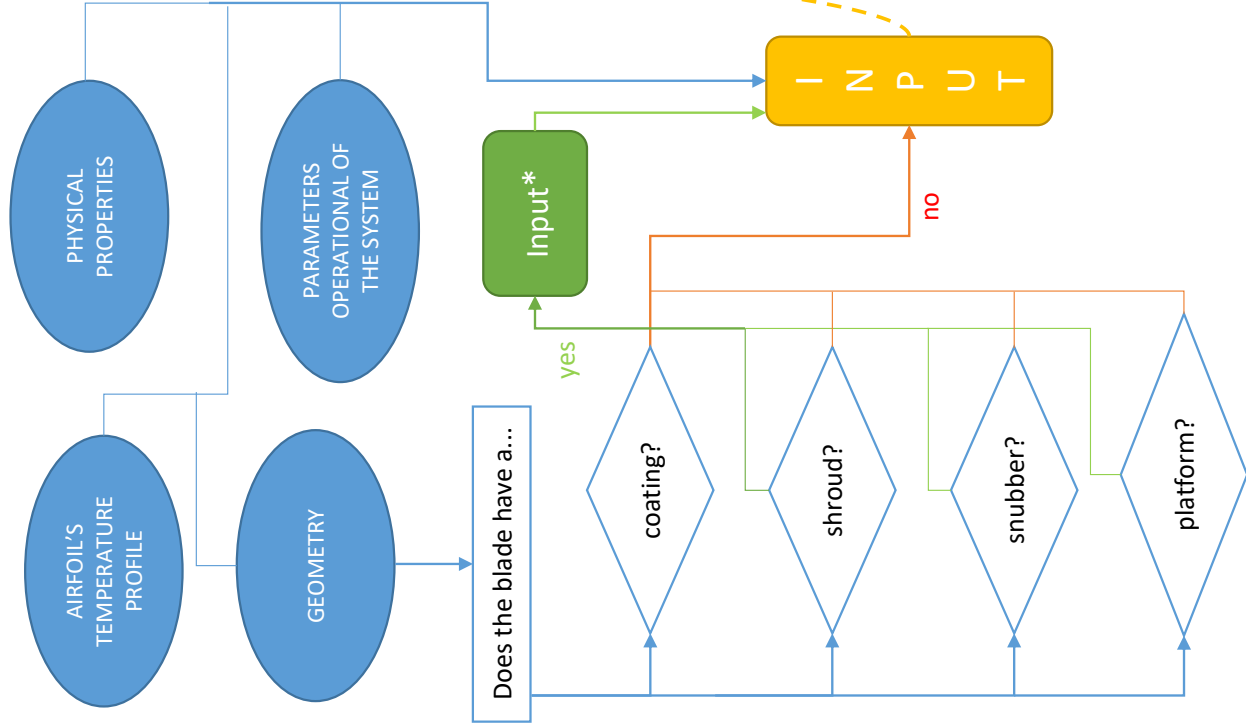 AIRFOIL'S
TEMPERATURE
PROFILE
PHYSICAL
PROPERTIES
GEOMETRY
PARAMETERS
OPERATIONAL OF
THE SYSTEM
Does the blade have a...
yes
Input*
coating?
no
shroud?
snubber?
platform?
I
N
P
U
T